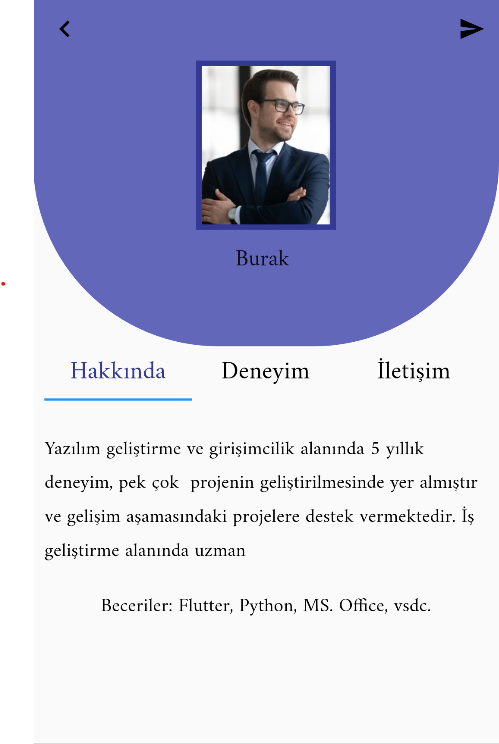 Burak
Hakkında Deneyim İletişim
Yazılım geliştirme ve girişimcilik alanında 5 yıllık
deneyim, pek çok  projenin geliştirilmesinde yer almıştır
ve gelişim aşamasındaki projelere destek vermektedir. İş
geliştirme alanında uzman
Beceriler: Flutter, Python, MS. Office, vsdc.